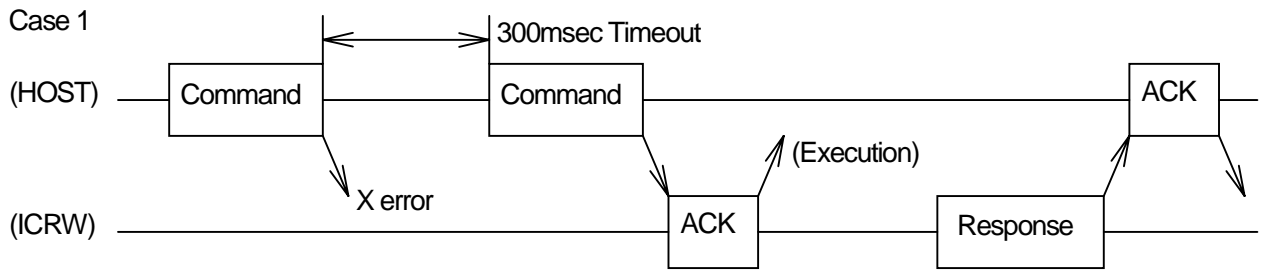 Case 1
300msec Timeout
(HOST)
Command
Command
ACK
(Execution)
X error
(ICRW)
ACK
Response